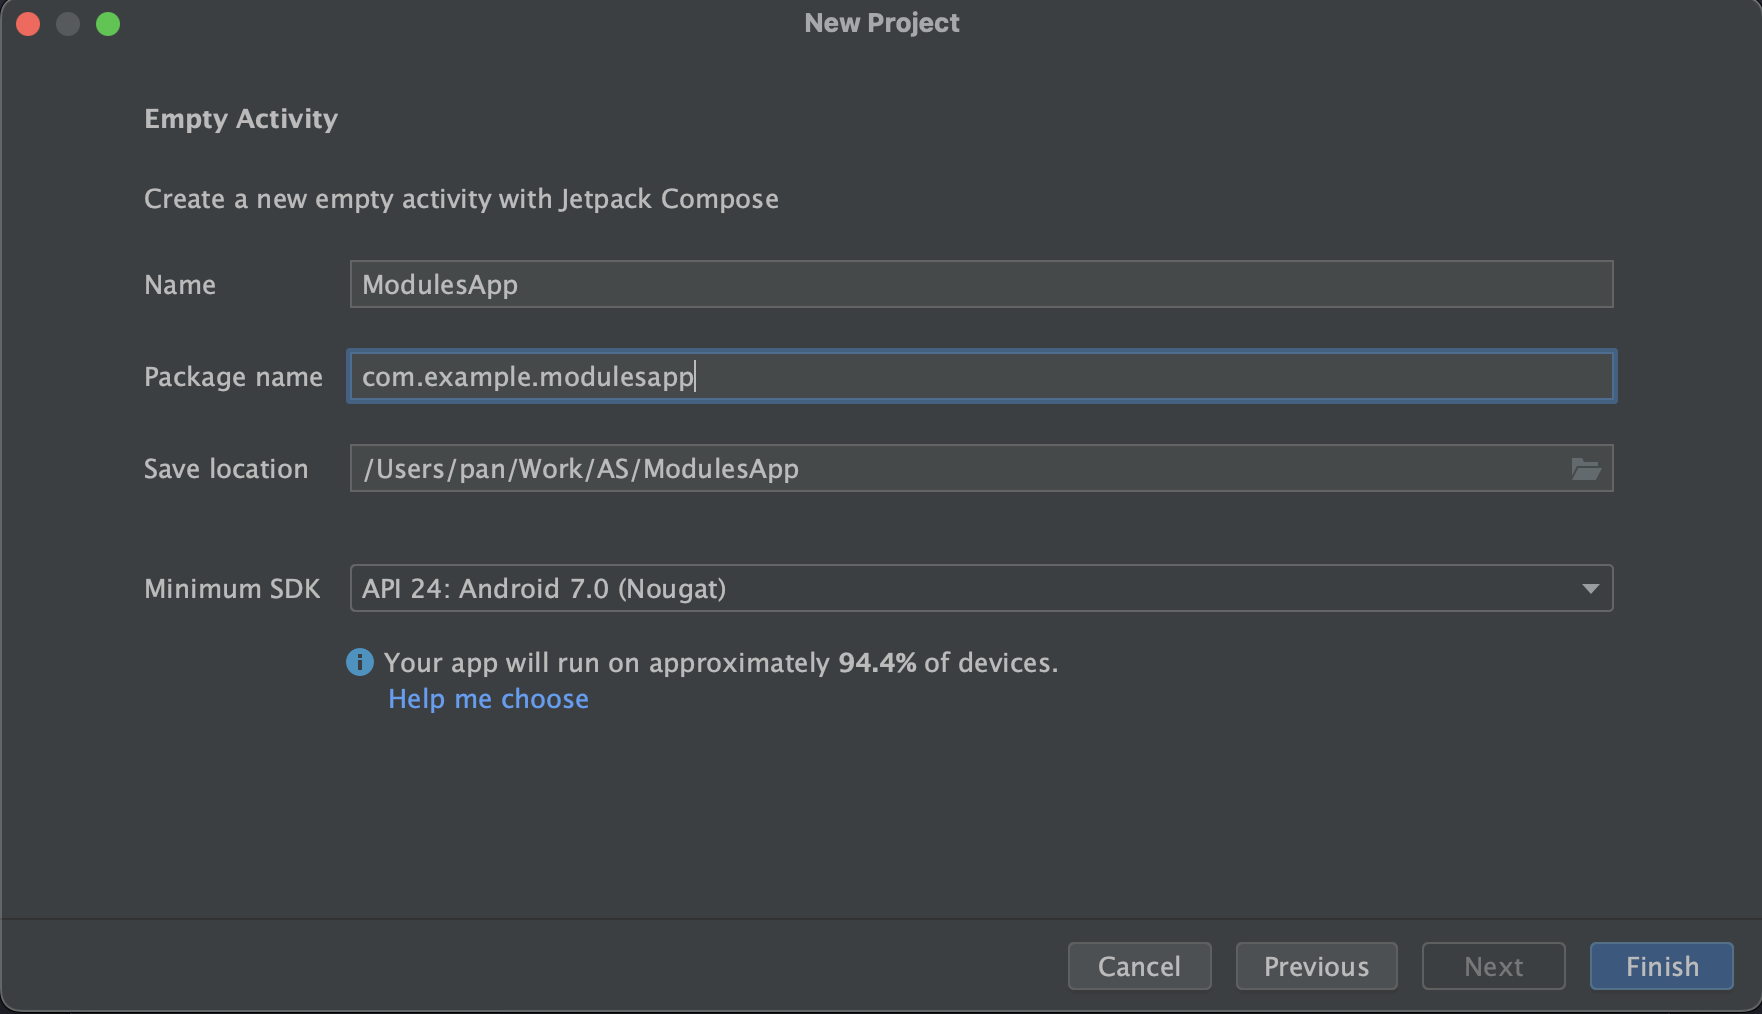 New Project
Empty Activity
Create a new empty activity with Jetpack Compose
Name ModulesApp
Package name com.example.modulesapp
Save location /Users/pan/Work/AS/ModulesApp
Minimum SDK API 24: Android 7.0 (Nougat)
Your app will run on approximately 94.4% of devices.
Help me choose
Cancel Previous Next Finish